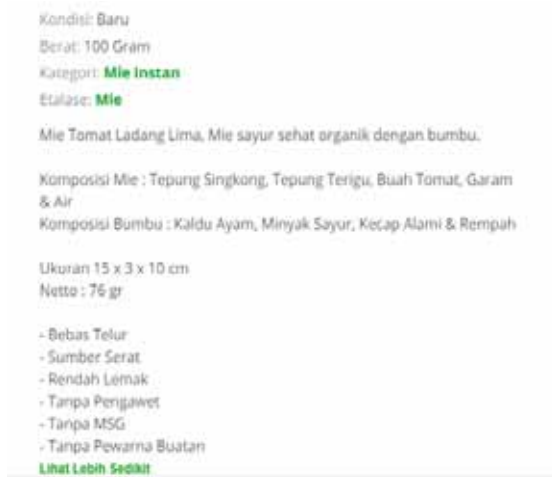 Kondisi: Baru
Berat: 100 Gram
Kategori: Mie Instan
Etalase: Mie
Mie Tomat Ladang Lima, Mie sayur sehat organik dengan bumbu.
Komposisi Mie : Tepung Singkong, Tepung Terigu, Buah Tomat, Garam
& Air
Komposisi Bumbu : Kaldu Ayam, Minyak Sayur, Kecap Alami & Rempah
Ukuran 15 x 3 x 10 cm
Netto : 76 gr
- Bebas Telur
- Sumber Serat
- Rendah Lemak
- Tanpa Pengawet
- Tanpa MSG
- Tanpa Pewarna Buatan
Lihat Lebih Sedikit